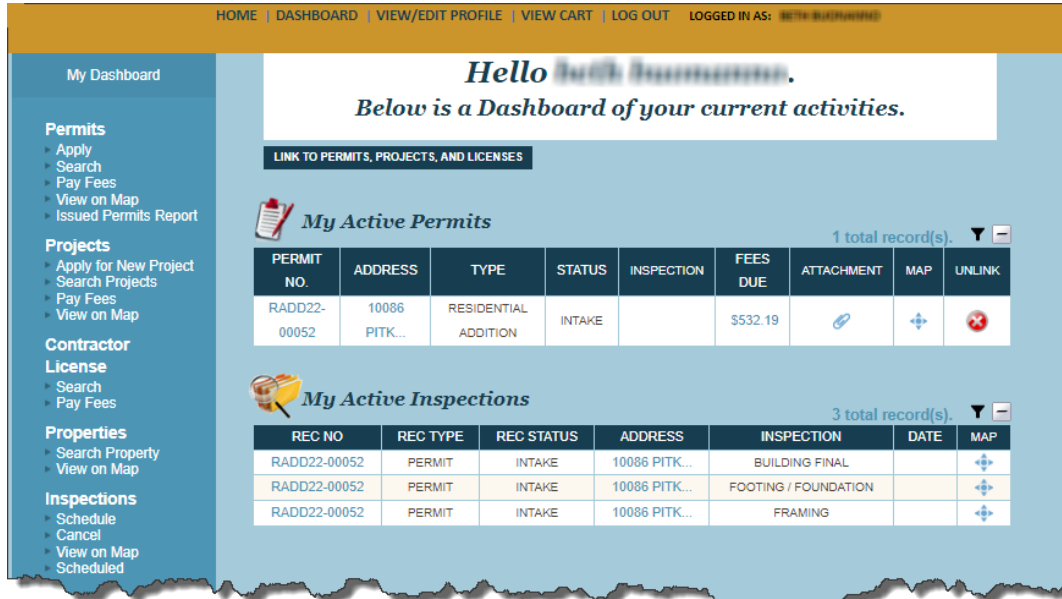 HOME | DASHBOARD | VIEW/EDIT PROFILE | VIEW CART | LOG OUT LOGGED IN AS:
My Dashboard
Permits
Apply
Search
Pay Fees
View on Map
Issued Permits Report
Projects
Apply for New Project
Search Projects
Pay Fees
View on Map
Contractor
License
Search
Pay Fees
Properties
Search Property
View on Map
Inspections
Schedule
Cancel
View on Map
Scheduled
Hello .
Below is a Dashboard of your current activities.
LINK TO PERMITS, PROJECTS, AND LICENSES
My Active Permits
1 total record(s).
PERMIT NO. ADDRESS TYPE STATUS INSPECTION FEES DUE ATTACHMENT MAP UNLINK
RADD22- 10086 RESIDENTIAL INTAKE $532.19
00052 PITK... ADDITION
My Active Inspections
3 total record(s).
REC NO REC TYPE REC STATUS ADDRESS INSPECTION DATE MAP
RADD22-00052 PERMIT INTAKE 10086 PITK... BUILDING FINAL
RADD22-00052 PERMIT INTAKE 10086 PITK... FOOTING / FOUNDATION
RADD22-00052 PERMIT INTAKE 10086 PITK... FRAMING